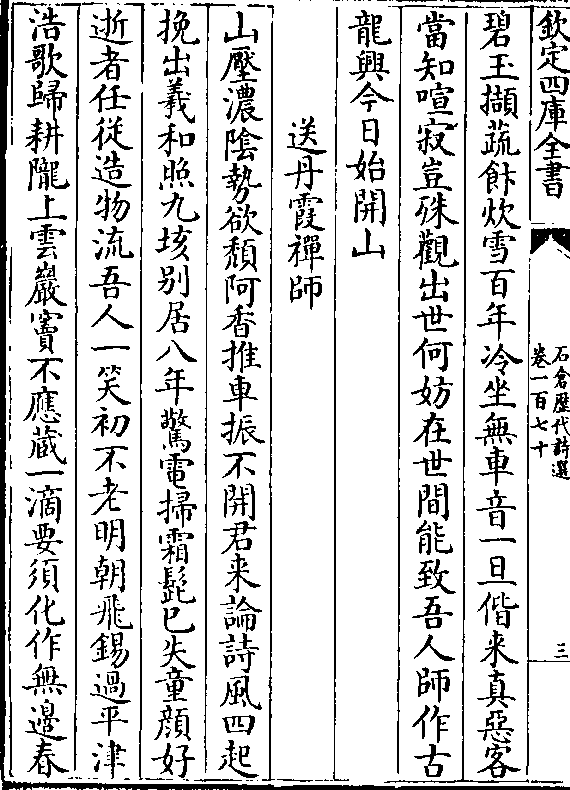 欽定四庫全書
石倉歴代詩選
卷一百七十
三
碧玉擷蔬餅炊雪百年冷坐無車音一旦偕来真惡客
當知喧寂豈殊觀出世何妨在世間能致吾人師作古
龍興今日始開山
送丹霞禪師
山壓濃陰勢欲頹阿香推車振不開君来論詩風四起
挽出羲和照九垓别居八年驚電掃霜髭已失童顔好
逝者任從造物流吾人一笑初不老明朝飛錫過平津
浩歌歸耕隴上雲巖竇不應藏一滴要須化作無邊春